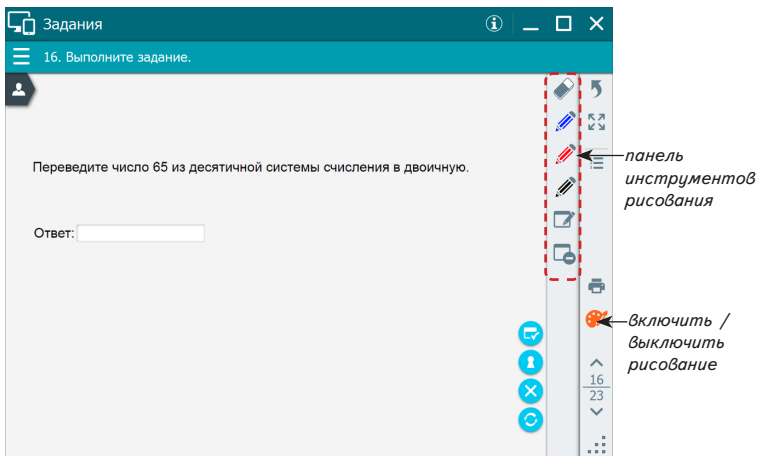 Задания
16. Выполните задание.
Переведите число 65 из десятичной системы счисления в двоичную.
Ответ:
панель
инструментов
рисования
включить /
выключить
рисование
16
23